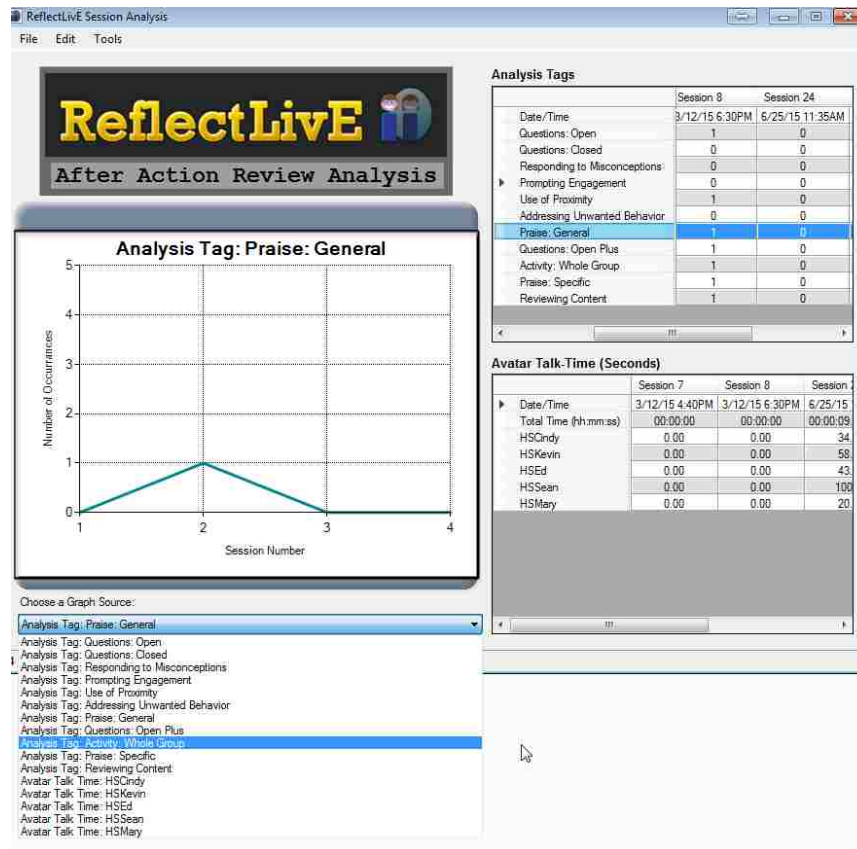 ReflectLivE Session Analysis
File Edit Tools
ReflectLivE
After Action Review Analysis
Analysis Tag: Praise: General
5
4
3
2
1
0
Number of Occurrances
1 2 3 4
Session Number
Choose a Graph Source:
Analysis Tag: Praise: General
Analysis Tag: Questions: Open
Analysis Tag: Questions: Closed
Analysis Tag: Responding to Misconceptions
Analysis Tag: Prompting Engagement
Analysis Tag: Use of Proximity
Analysis Tag: Addressing Unwanted Behavior
Analysis Tag: Praise: General
Analysis Tag: Questions: Open Plus
Analysis Tag: Activity: Whole Group
Analysis Tag: Praise: Specific
Analysis Tag: Reviewing Content
Avatar Talk Time: HSCindy
Avatar Talk Time: HSKevin
Avatar Talk Time: HSEd
Avatar Talk Time: HSSean
Avatar Talk Time: HSMary
Analysis Tags
Session 8 Session 24
Date/Time 3/12/15 6:30PM 6/25/15 11:35AM
Questions: Open 1 0
Questions: Closed 0 0
Responding to Misconceptions 0 0
Prompting Engagement 0 0
Use of Proximity 1 0
Addressing Unwanted Behavior 0 0
Praise: General 1 0
Questions: Open Plus 1 0
Activity: Whole Group 1 0
Praise: Specific 1 0
Reviewing Content 1 0
Avatar Talk-Time (Seconds)
Session 7 Session 8 Session
Date/Time 3/12/15 4:40PM 3/12/15 6:30PM 6/25/15
Total Time (hh:mm:ss) 00:00:00 00:00:00 00:00:09
HSCindy 0.00 0.00 34.
HSKevin 0.00 0.00 58.
HSEd 0.00 0.00 43.
HSSean 0.00 0.00 100
HSMary 0.00 0.00 20.